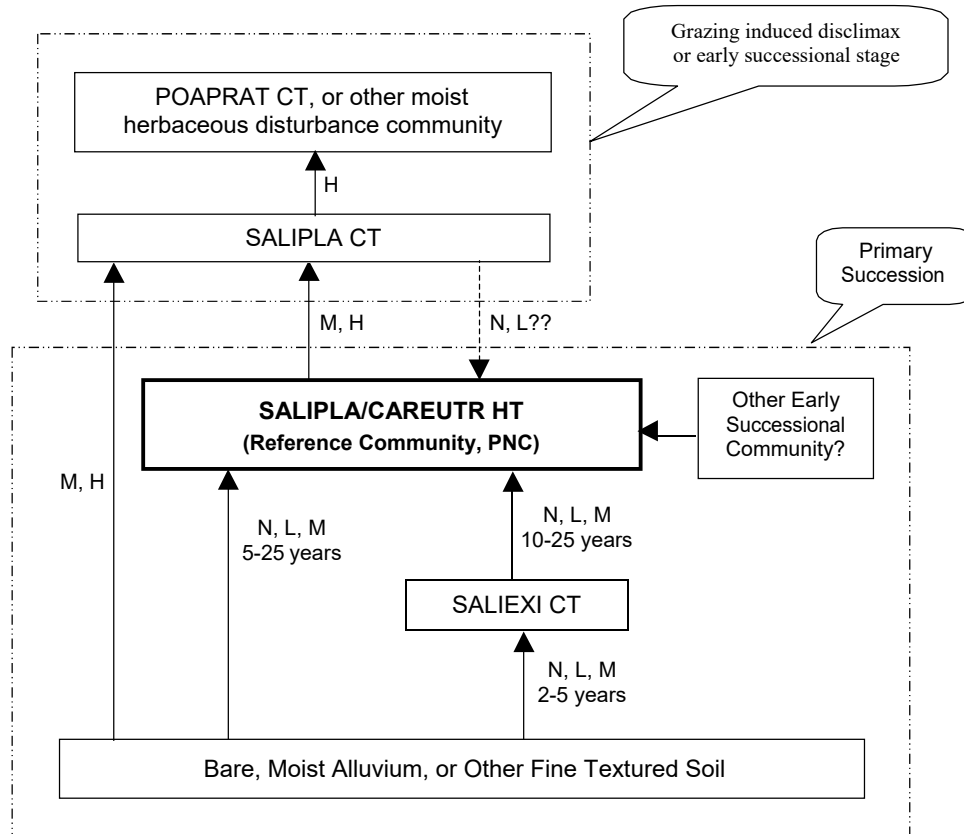 Grazing induced disclimax
or early successional stage
POAPRAT CT, or other moist
herbaceous disturbance community
H
SALIPLA CT
Primary
Succession
M, H
N, L??
SALIPLA/CAREUTR HT
(Reference Community, PNC)
Other Early
Successional
Community?
M, H
N, L, M
5-25 years
N, L, M
10-25 years
SALIEXI CT
N, L, M
2-5 years
Bare, Moist Alluvium, or Other Fine Textured Soil